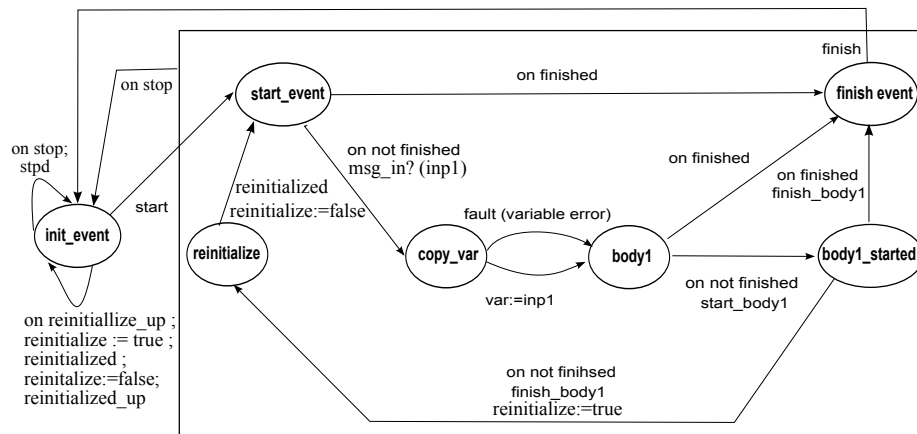 finish
on finished
on stop
start_event
finish event
on not finished
msg_in? (inp1)
on stop;
stpd
on finished
on finished
finish_body1
reinitialized
reinitialize:=false
start
fault (variable error)
init_event
reinitialize
copy_var
body1
body1_started
on not finished
start_body1
var:=inp1
on reinitiallize_up ;
reinitialize := true ;
reinitialized ;
reinitalize:=false;
reinitialized_up
on not finihsed
finish_body1
reinitialize:=true